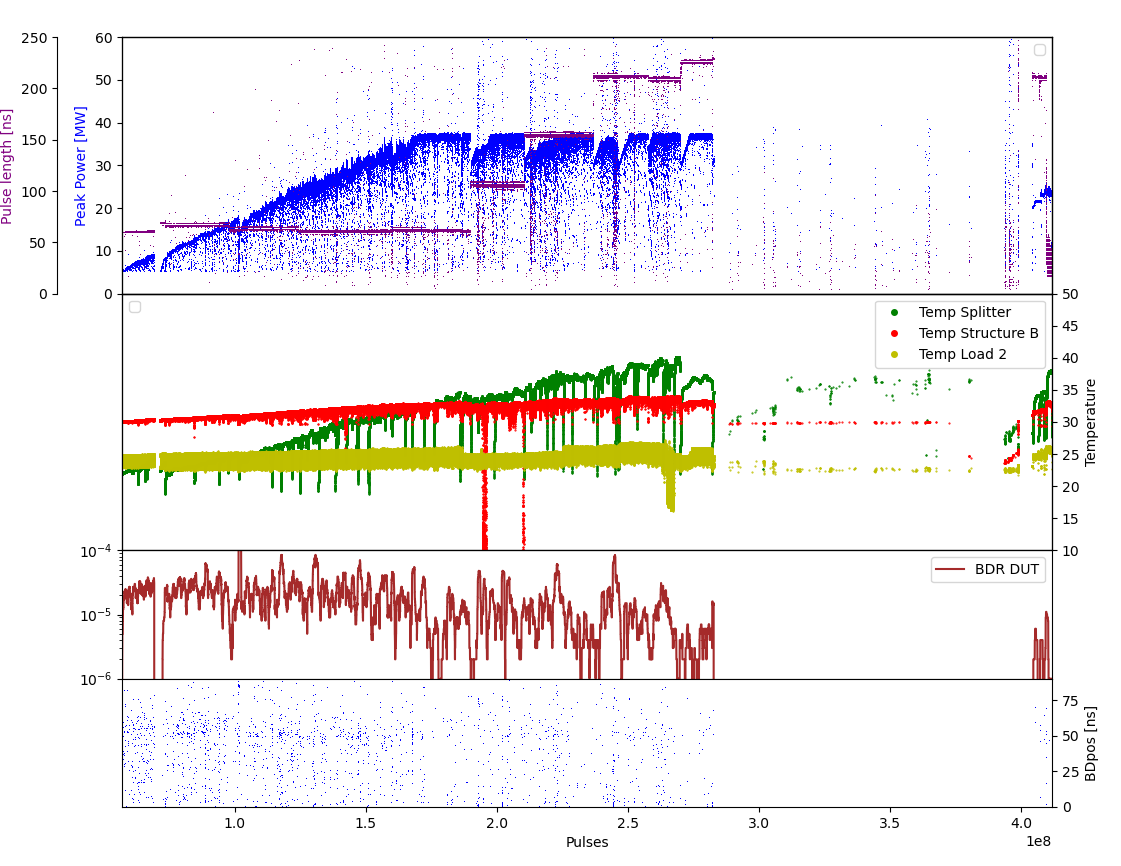 Pulse length [ns]
250
200
150
100
50
0
Peak Power [MW]
60
50
40
30
20
10
0
Temp Splitter
Temp Structure B
Temp Load 2
50
45
40
35
30
25
20
15
10
Temperature
10⁻⁴
10⁻⁵
10⁻⁶
BDR DUT
75
50
25
0
BDpos [ns]
1.0 1.5 2.0 2.5 3.0 3.5 4.0
1e8
Pulses